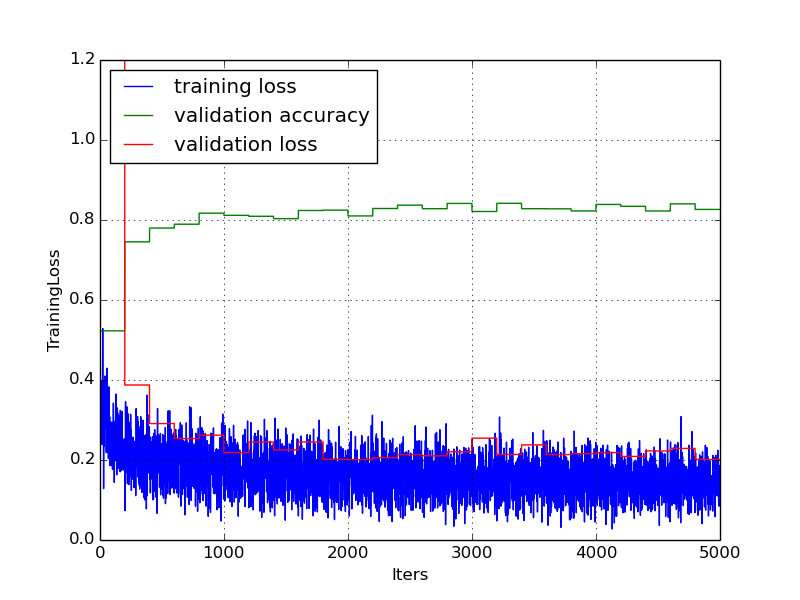 training loss
validation accuracy
validation loss
TrainingLoss
1.2
1.0
0.8
0.6
0.4
0.2
0.0
0 1000 2000 3000 4000 5000
Iters